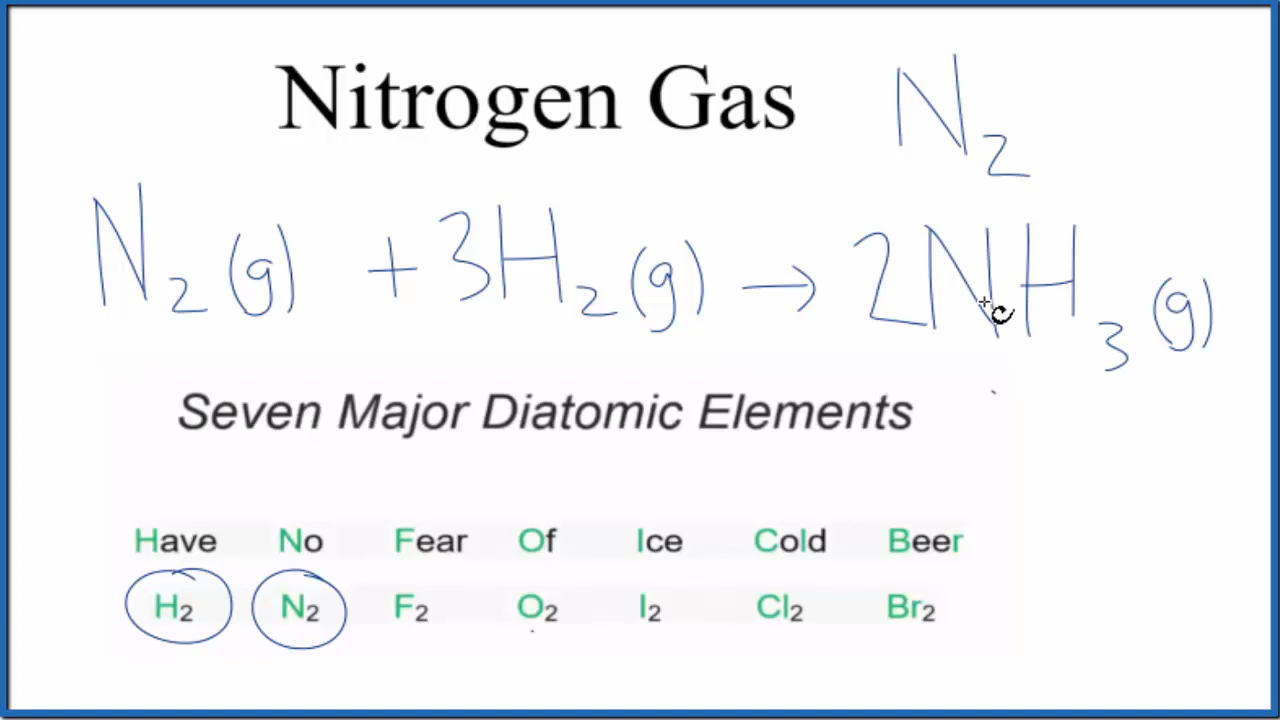 Nitrogen Gas N₂
N₂(g) +3H₂(g) → 2NH₃(g)
Seven Major Diatomic Elements
Have No Fear Of Ice Cold Beer
H₂ N₂ F₂ O₂ I₂ Cl₂ Br₂